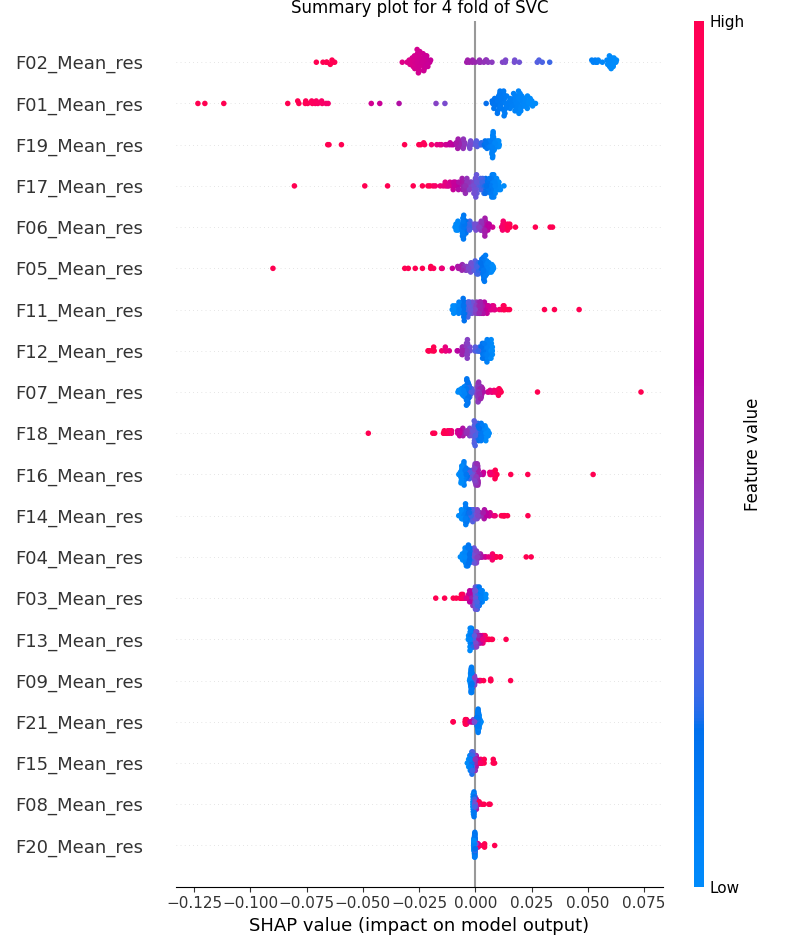 Summary plot for 4 fold of SVC
High
F02_Mean_res
F01_Mean_res
F19_Mean_res
F17_Mean_res
F06_Mean_res
F05_Mean_res
F11_Mean_res
F12_Mean_res
F07_Mean_res
F18_Mean_res
F16_Mean_res
F14_Mean_res
F04_Mean_res
F03_Mean_res
F13_Mean_res
F09_Mean_res
F21_Mean_res
F15_Mean_res
F08_Mean_res
F20_Mean_res
Feature value
Low
−0.125 −0.100 −0.075 −0.050 −0.025 0.000 0.025 0.050 0.075
SHAP value (impact on model output)